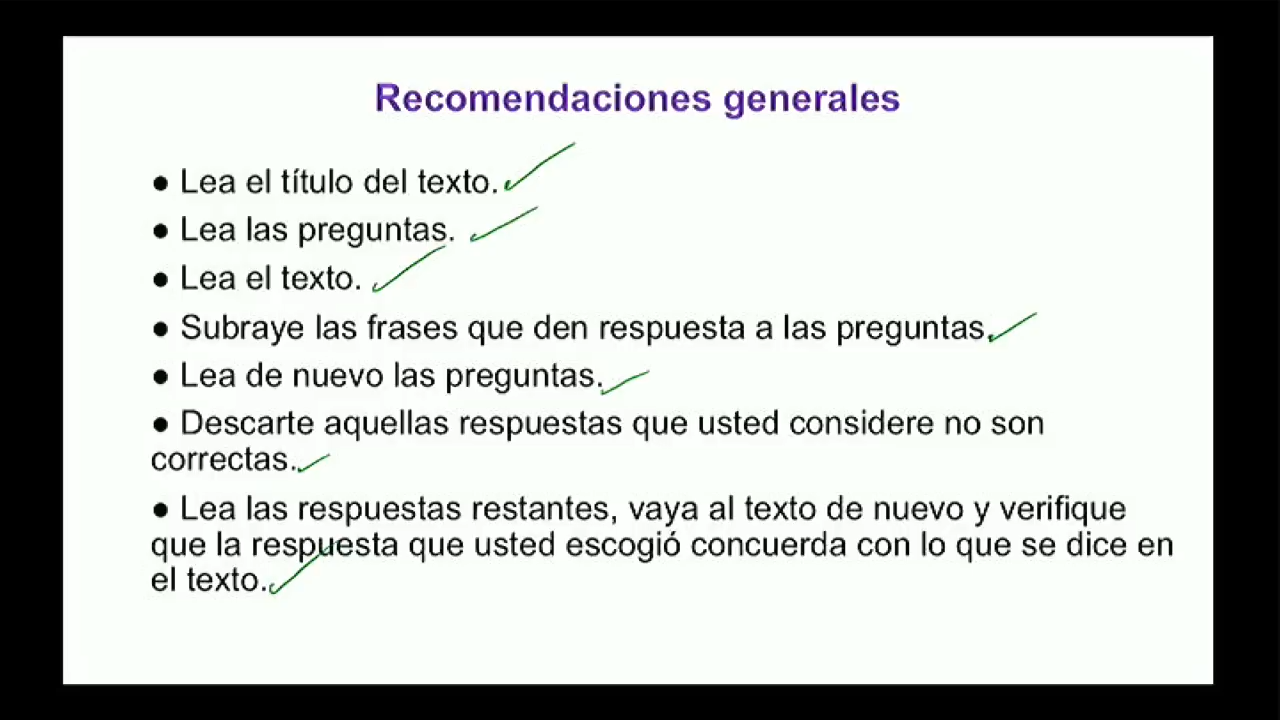 Recomendaciones generales
● Lea el título del texto.
● Lea las preguntas.
● Lea el texto.
● Subraye las frases que den respuesta a las preguntas.
● Lea de nuevo las preguntas.
● Descarte aquellas respuestas que usted considere no son
correctas.
● Lea las respuestas restantes, vaya al texto de nuevo y verifique
que la respuesta que usted escogió concuerda con lo que se dice en
el texto.